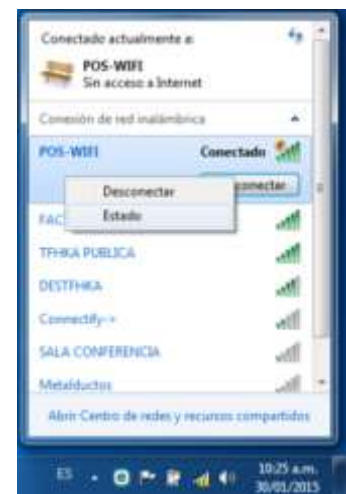 Conectado actualmente a:
POS-WIFI
Sin acceso a Internet
Conexión de red inalámbrica
POS-WIFI Conectado
Desconectar
Estado
TFHKA PUBLICA
DESTFHKA
Connectify-+
SALA CONFERENCIA
Metalductos
Abrir Centro de redes y recursos compartidos
ES
10:25 a.m.
30/01/2015